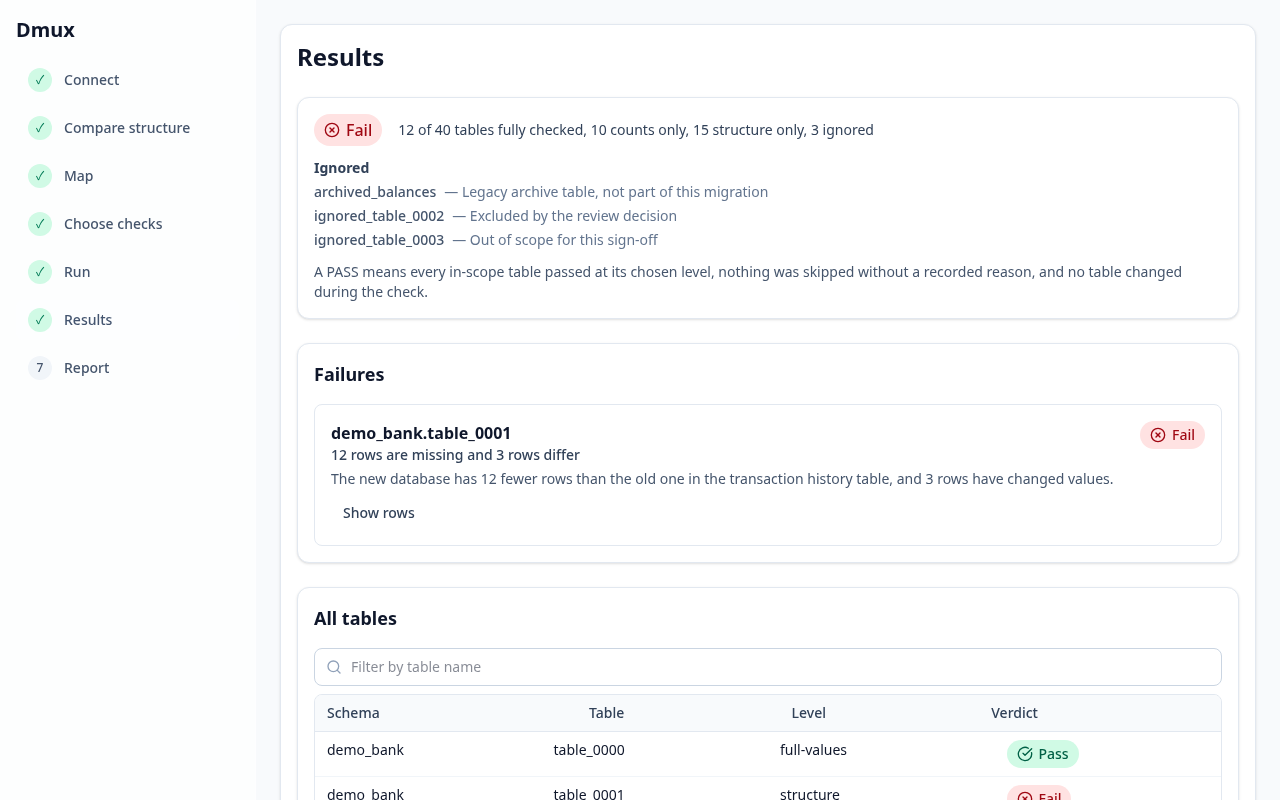 Dmux
✓ Connect
✓ Compare structure
✓ Map
✓ Choose checks
✓ Run
✓ Results
7 Report
Results
Fail 12 of 40 tables fully checked, 10 counts only, 15 structure only, 3 ignored
Ignored
archived_balances — Legacy archive table, not part of this migration
ignored_table_0002 — Excluded by the review decision
ignored_table_0003 — Out of scope for this sign-off
A PASS means every in-scope table passed at its chosen level, nothing was skipped without a recorded reason, and no table changed
during the check.
Failures
demo_bank.table_0001 Fail
12 rows are missing and 3 rows differ
The new database has 12 fewer rows than the old one in the transaction history table, and 3 rows have changed values.
Show rows
All tables
Filter by table name
Schema Table Level Verdict
demo_bank table_0000 full-values Pass
demo_bank table_0001 structure Fail